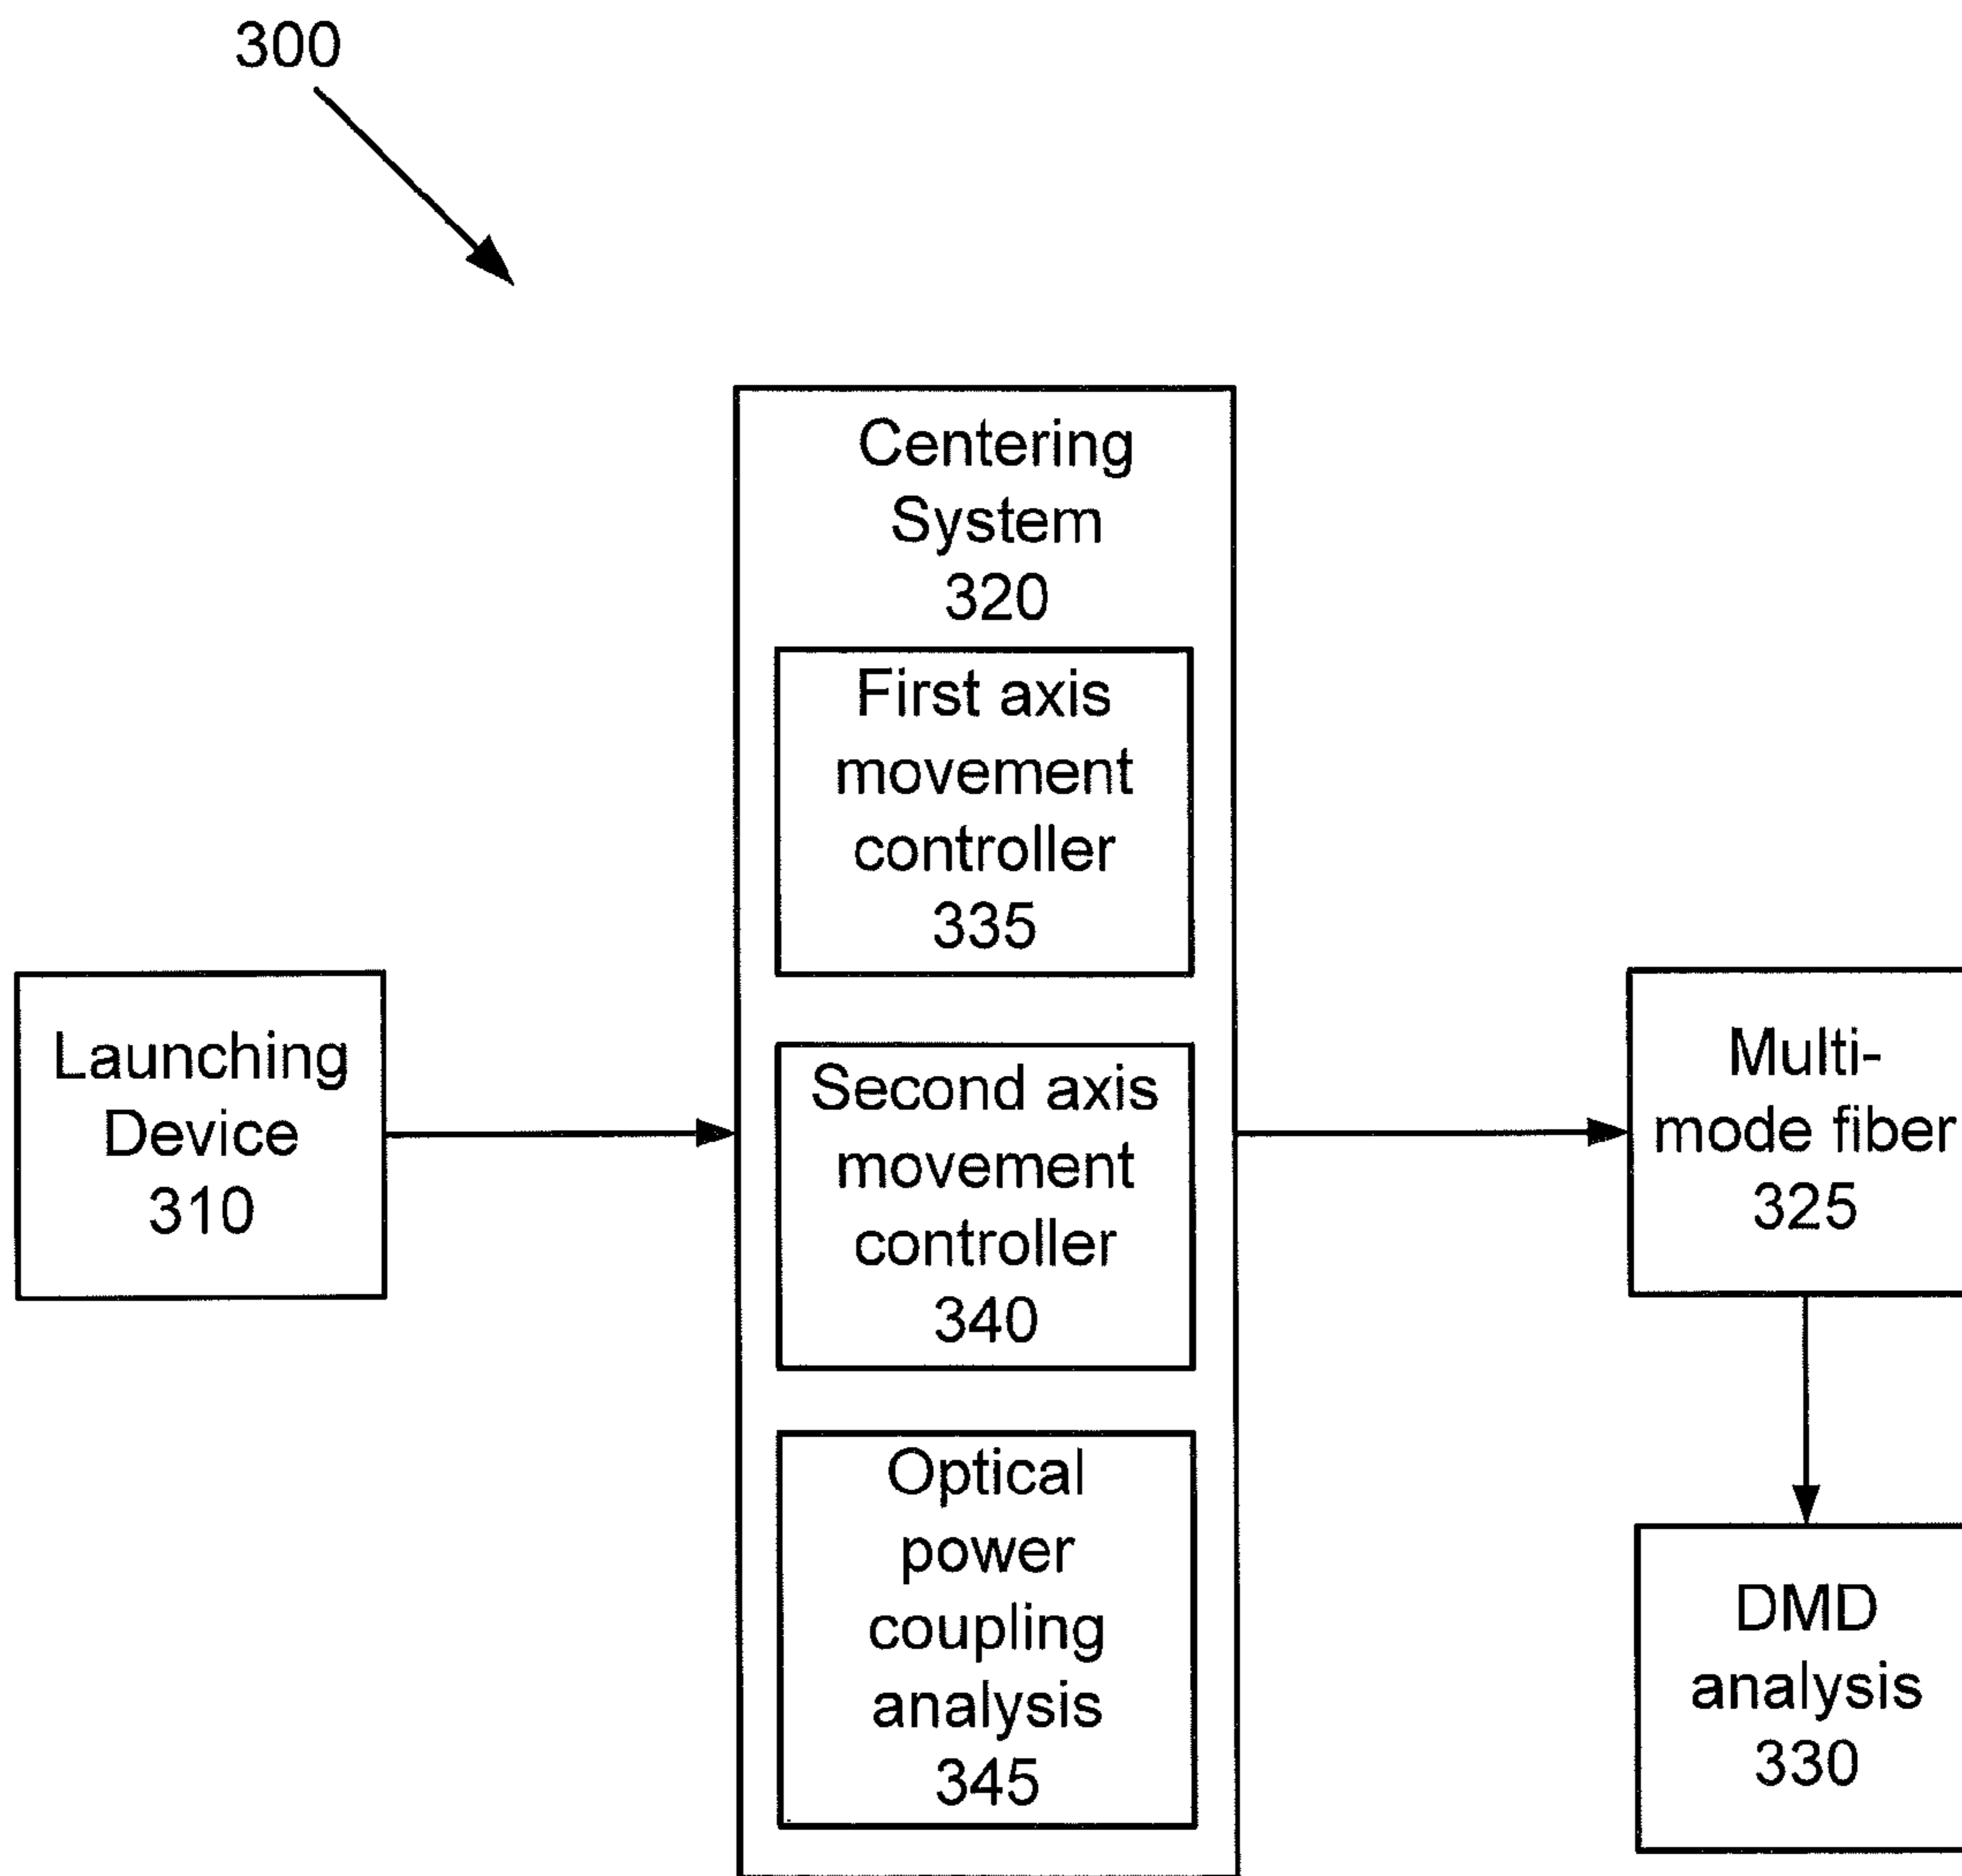 300
Centering
System
320
First axis
movement
controller
335
Launching
Device
310
Second axis
movement
controller
340
Multi-
mode fiber
325
Optical
power
coupling
analysis
345
DMD
analysis
330